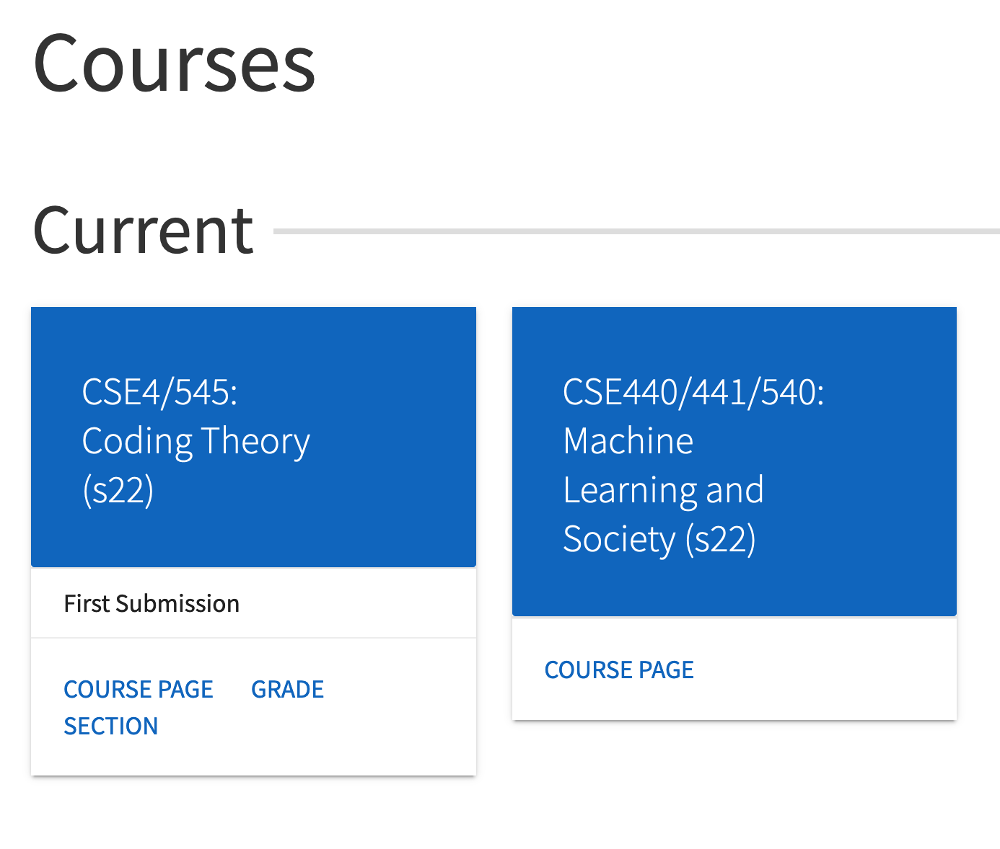 Courses
Current
CSE4/545:
Coding Theory
(s22)
First Submission
COURSE PAGE GRADE
SECTION
CSE440/441/540:
Machine
Learning and
Society (s22)
COURSE PAGE